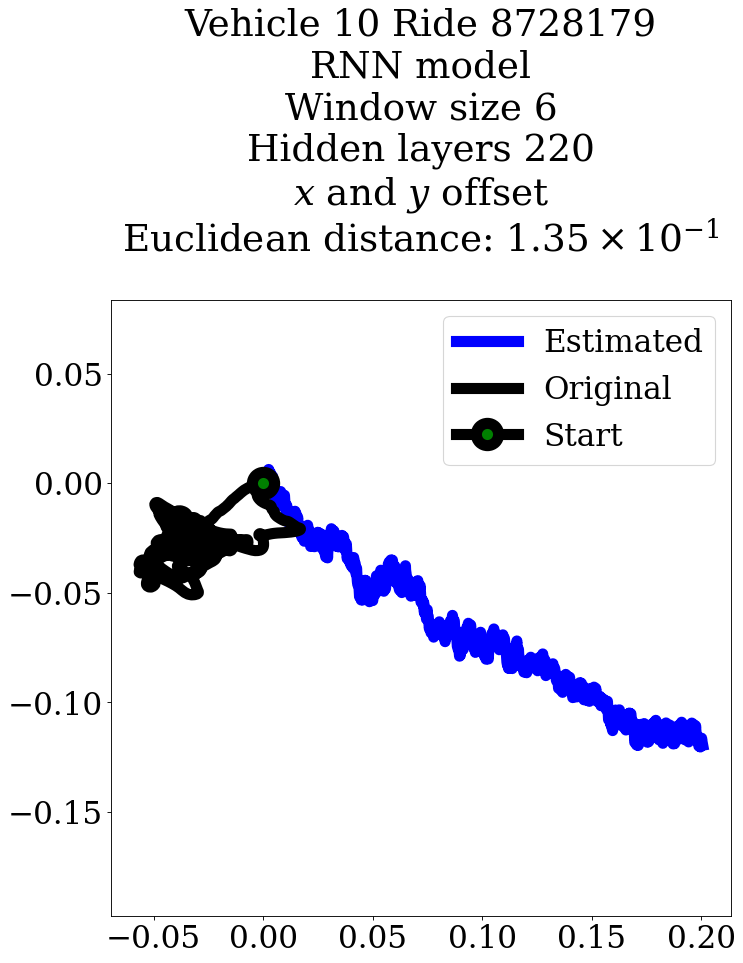 Vehicle 10 Ride 8728179
RNN model
Window size 6
Hidden layers 220
x and y offset
Euclidean distance: 1.35 × 10⁻¹
Estimated
Original
Start
0.05
0.00
−0.05
−0.10
−0.15
−0.05 0.00 0.05 0.10 0.15 0.20